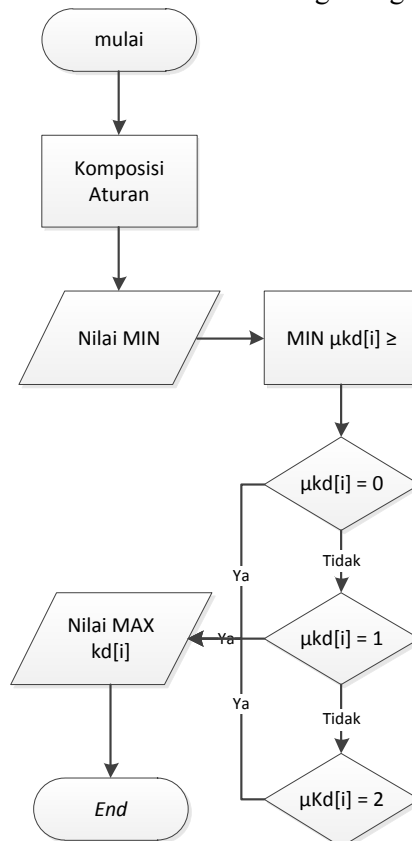 mulai
Komposisi
Aturan
Nilai MIN
MIN μkd[i] ≥
μkd[i] = 0
Tidak
Ya
Nilai MAX
kd[i]
Ya
μkd[i] = 1
Ya
Tidak
End
μKd[i] = 2